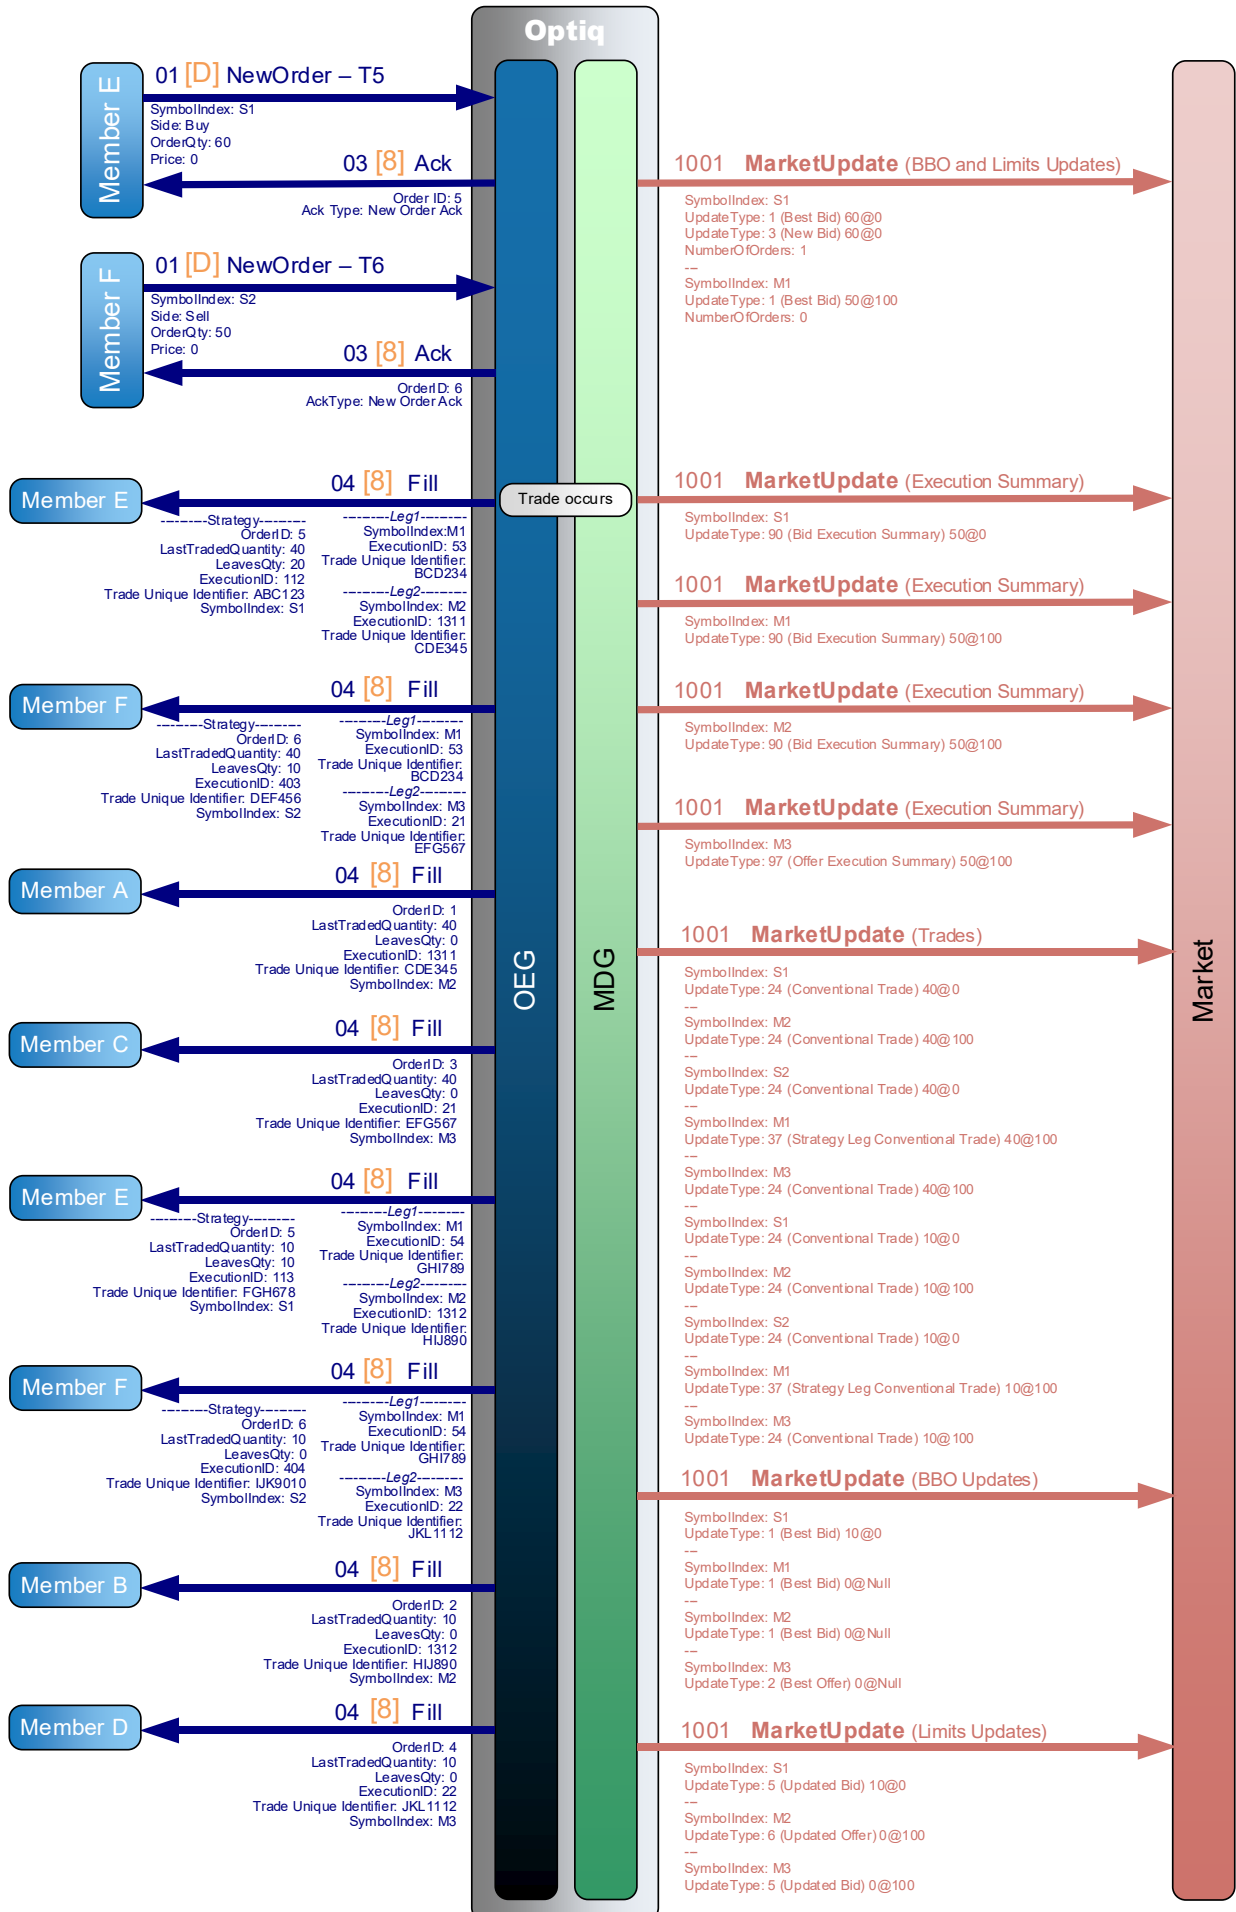 Optiq
Member E
01 [D] NewOrder – T5
SymbolIndex: S1
Side: Buy
OrderQty: 60
Price: 0
03 [8] Ack
Order ID: 5
Ack Type: New Order Ack
Member F
01 [D] NewOrder – T6
SymbolIndex: S2
Side: Sell
OrderQty: 50
Price: 0
03 [8] Ack
OrderID: 6
AckType: New Order Ack
Member E
04 [8] Fill
----------Strategy----------
OrderID: 5
LastTradedQuantity: 40
LeavesQty: 20
ExecutionID: 112
Trade Unique Identifier: ABC123
SymbolIndex: S1
----------Leg1----------
SymbolIndex:M1
ExecutionID: 53
Trade Unique Identifier:
BCD234
----------Leg2----------
SymbolIndex: M2
ExecutionID: 1311
Trade Unique Identifier:
CDE345
Member F
04 [8] Fill
----------Strategy----------
OrderID: 6
LastTradedQuantity: 40
LeavesQty: 10
ExecutionID: 403
Trade Unique Identifier: DEF456
SymbolIndex: S2
----------Leg1----------
SymbolIndex: M1
ExecutionID: 53
Trade Unique Identifier:
BCD234
----------Leg2----------
SymbolIndex: M3
ExecutionID: 21
Trade Unique Identifier:
EFG567
Member A
04 [8] Fill
OrderID: 1
LastTradedQuantity: 40
LeavesQty: 0
ExecutionID: 1311
Trade Unique Identifier: CDE345
SymbolIndex: M2
Member C
04 [8] Fill
OrderID: 3
LastTradedQuantity: 40
LeavesQty: 0
ExecutionID: 21
Trade Unique Identifier: EFG567
SymbolIndex: M3
Member E
04 [8] Fill
----------Strategy----------
OrderID: 5
LastTradedQuantity: 10
LeavesQty: 10
ExecutionID: 113
Trade Unique Identifier: FGH678
SymbolIndex: S1
----------Leg1----------
SymbolIndex: M1
ExecutionID: 54
Trade Unique Identifier:
GHI789
----------Leg2----------
SymbolIndex: M2
ExecutionID: 1312
Trade Unique Identifier:
HIJ890
Member F
04 [8] Fill
----------Strategy----------
OrderID: 6
LastTradedQuantity: 10
LeavesQty: 0
ExecutionID: 404
Trade Unique Identifier: IJK9010
SymbolIndex: S2
----------Leg1----------
SymbolIndex: M1
ExecutionID: 54
Trade Unique Identifier:
GHI789
----------Leg2----------
SymbolIndex: M3
ExecutionID: 22
Trade Unique Identifier:
JKL1112
Member B
04 [8] Fill
OrderID: 2
LastTradedQuantity: 10
LeavesQty: 0
ExecutionID: 1312
Trade Unique Identifier: HIJ890
SymbolIndex: M2
Member D
04 [8] Fill
OrderID: 4
LastTradedQuantity: 10
LeavesQty: 0
ExecutionID: 22
Trade Unique Identifier: JKL1112
SymbolIndex: M3
OEG
MDG
Trade occurs
1001 MarketUpdate (BBO and Limits Updates)
SymbolIndex: S1
UpdateType: 1 (Best Bid) 60@0
UpdateType: 3 (New Bid) 60@0
NumberOfOrders: 1
---
SymbolIndex: M1
UpdateType: 1 (Best Bid) 50@100
NumberOfOrders: 0
1001 MarketUpdate (Execution Summary)
SymbolIndex: S1
UpdateType: 90 (Bid Execution Summary) 50@0
1001 MarketUpdate (Execution Summary)
SymbolIndex: M1
UpdateType: 90 (Bid Execution Summary) 50@100
1001 MarketUpdate (Execution Summary)
SymbolIndex: M2
UpdateType: 90 (Bid Execution Summary) 50@100
1001 MarketUpdate (Execution Summary)
SymbolIndex: M3
UpdateType: 97 (Offer Execution Summary) 50@100
1001 MarketUpdate (Trades)
SymbolIndex: S1
UpdateType: 24 (Conventional Trade) 40@0
---
SymbolIndex: M2
UpdateType: 24 (Conventional Trade) 40@100
---
SymbolIndex: S2
UpdateType: 24 (Conventional Trade) 40@0
---
SymbolIndex: M1
UpdateType: 37 (Strategy Leg Conventional Trade) 40@100
---
SymbolIndex: M3
UpdateType: 24 (Conventional Trade) 40@100
---
SymbolIndex: S1
UpdateType: 24 (Conventional Trade) 10@0
---
SymbolIndex: M2
UpdateType: 24 (Conventional Trade) 10@100
---
SymbolIndex: S2
UpdateType: 24 (Conventional Trade) 10@0
---
SymbolIndex: M1
UpdateType: 37 (Strategy Leg Conventional Trade) 10@100
---
SymbolIndex: M3
UpdateType: 24 (Conventional Trade) 10@100
1001 MarketUpdate (BBO Updates)
SymbolIndex: S1
UpdateType: 1 (Best Bid) 10@0
---
SymbolIndex: M1
UpdateType: 1 (Best Bid) 0@Null
---
SymbolIndex: M2
UpdateType: 1 (Best Bid) 0@Null
---
SymbolIndex: M3
UpdateType: 2 (Best Offer) 0@Null
1001 MarketUpdate (Limits Updates)
SymbolIndex: S1
UpdateType: 5 (Updated Bid) 10@0
---
SymbolIndex: M2
UpdateType: 6 (Updated Offer) 0@100
---
SymbolIndex: M3
UpdateType: 5 (Updated Bid) 0@100
Market